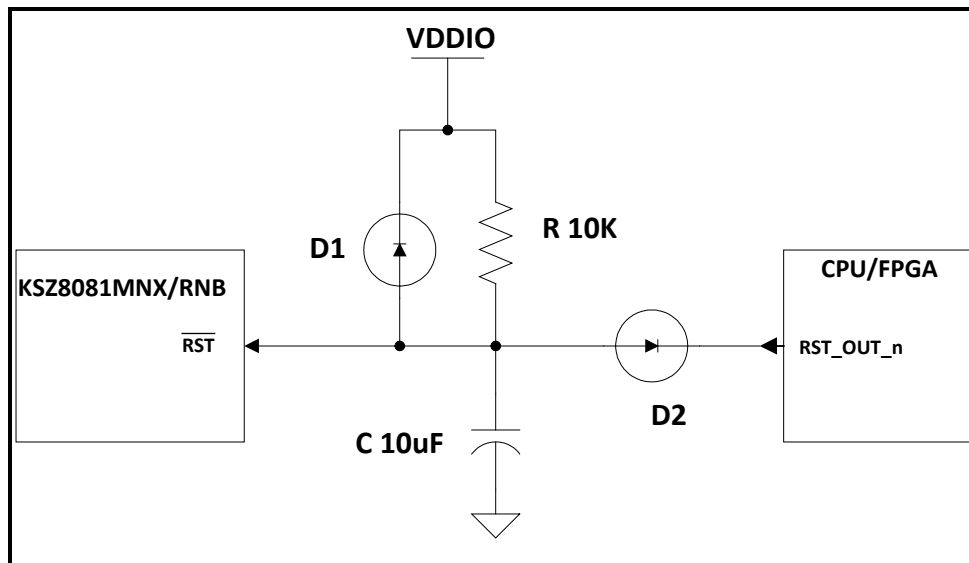 VDDIO
R 10K
D1
KSZ8081MNX/RNB
CPU/FPGA
RST
RST_OUT_n
D2
C 10uF